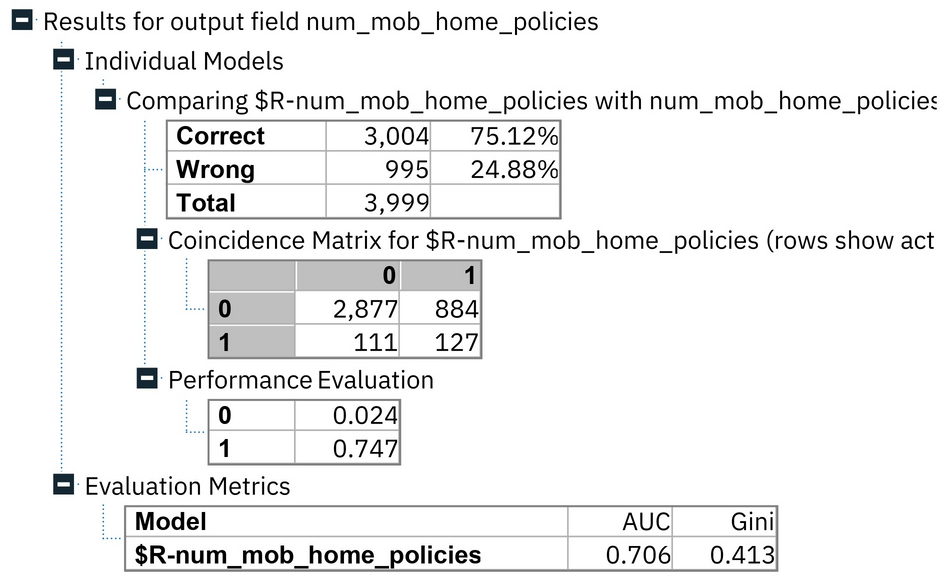 Results for output field num_mob_home_policies
Individual Models
Comparing $R-num_mob_home_policies with num_mob_home_policies
Correct 3,004 75.12%
Wrong 995 24.88%
Total 3,999
Coincidence Matrix for $R-num_mob_home_policies (rows show act
0 1
0 2,877 884
1 111 127
Performance Evaluation
0 0.024
1 0.747
Evaluation Metrics
Model AUC Gini
$R-num_mob_home_policies 0.706 0.413